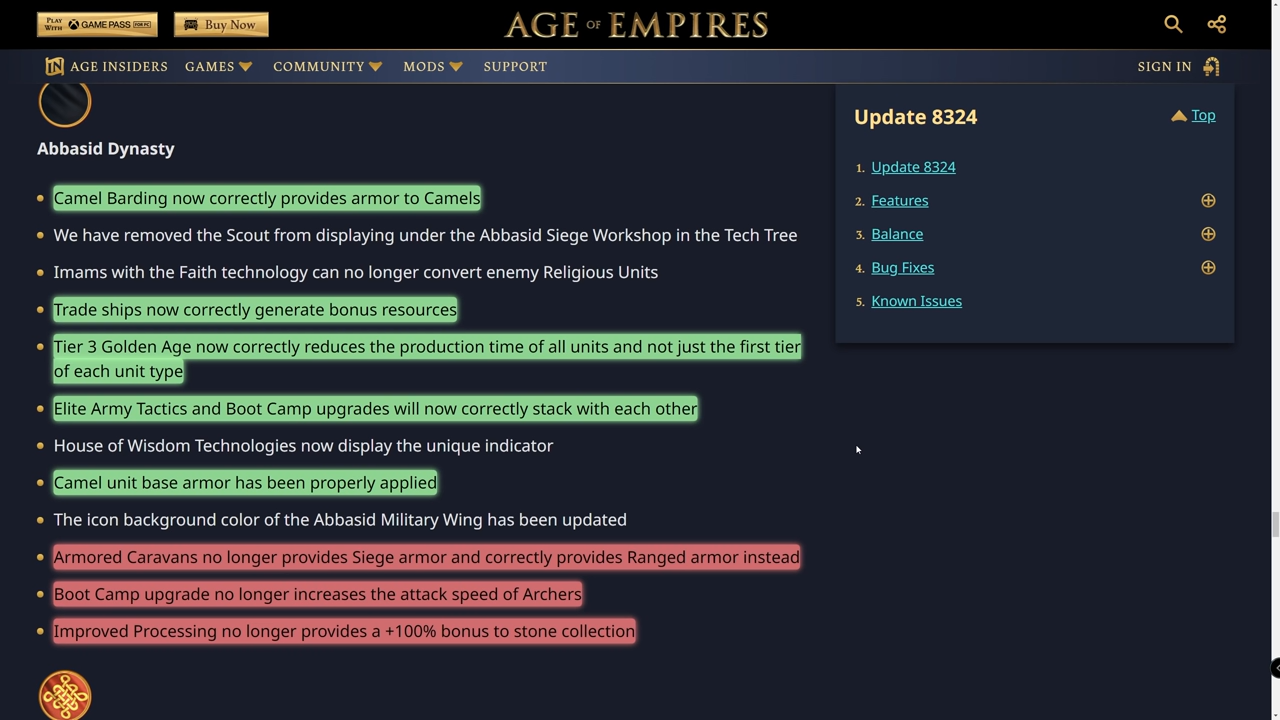 PLAY WITH XBOX GAME PASS FOR PC
Buy Now
AGE OF EMPIRES
AGE INSIDERS
GAMES
COMMUNITY
MODS
SUPPORT
SIGN IN
Abbasid Dynasty
Camel Barding now correctly provides armor to Camels
We have removed the Scout from displaying under the Abbasid Siege Workshop in the Tech Tree
Imams with the Faith technology can no longer convert enemy Religious Units
Trade ships now correctly generate bonus resources
Tier 3 Golden Age now correctly reduces the production time of all units and not just the first tier
of each unit type
Elite Army Tactics and Boot Camp upgrades will now correctly stack with each other
House of Wisdom Technologies now display the unique indicator
Camel unit base armor has been properly applied
The icon background color of the Abbasid Military Wing has been updated
Armored Caravans no longer provides Siege armor and correctly provides Ranged armor instead
Boot Camp upgrade no longer increases the attack speed of Archers
Improved Processing no longer provides a +100% bonus to stone collection
Update 8324
Top
1. Update 8324
2. Features
3. Balance
4. Bug Fixes
5. Known Issues